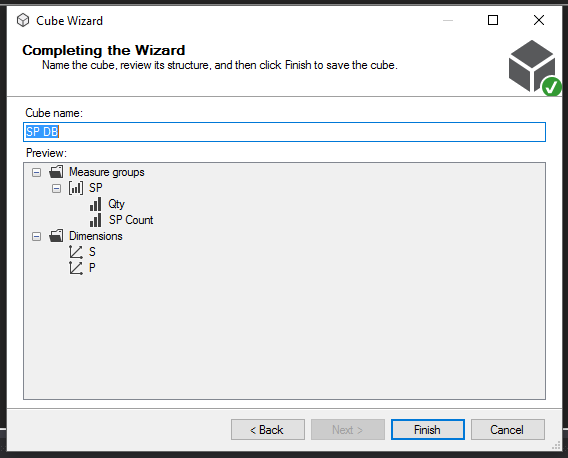 Cube Wizard
Completing the Wizard
Name the cube, review its structure, and then click Finish to save the cube.
Cube name:
SP DB
Preview:
Measure groups
SP
Qty
SP Count
Dimensions
S
P
< Back Next > Finish Cancel